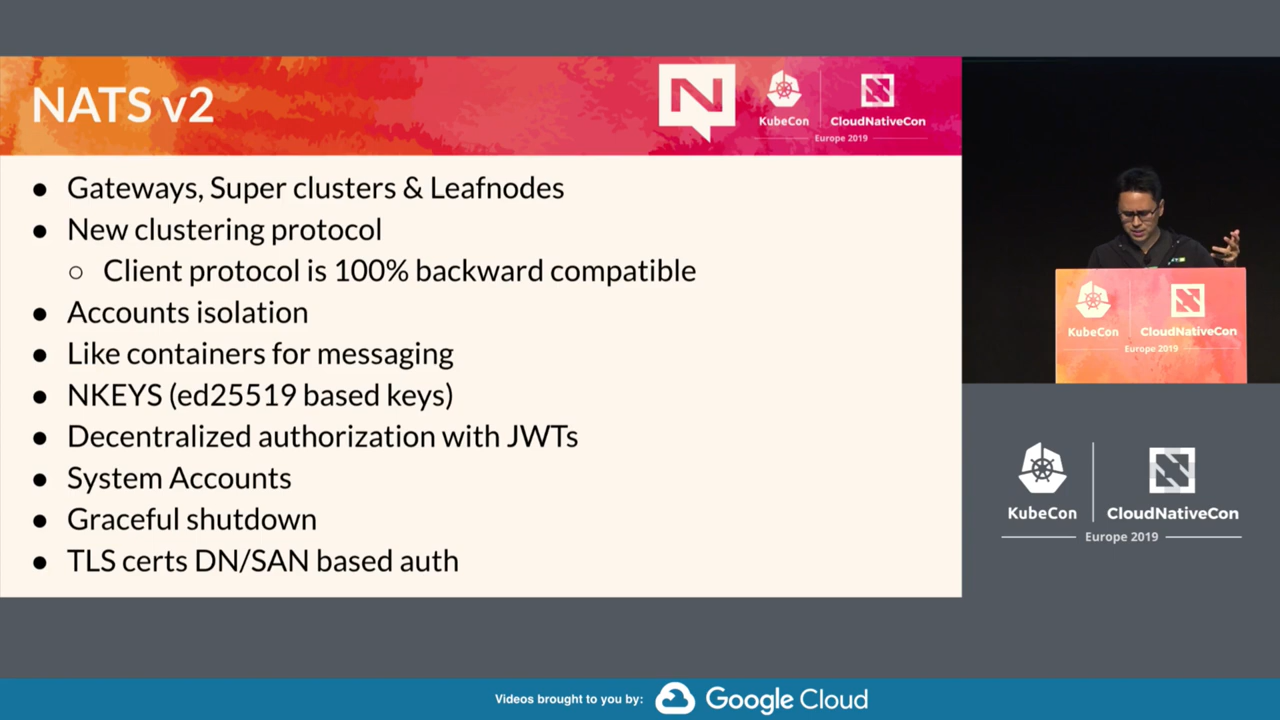 NATS v2
N
KubeCon
CloudNativeCon
Europe 2019
● Gateways, Super clusters & Leafnodes
● New clustering protocol
○ Client protocol is 100% backward compatible
● Accounts isolation
● Like containers for messaging
● NKEYS (ed25519 based keys)
● Decentralized authorization with JWTs
● System Accounts
● Graceful shutdown
● TLS certs DN/SAN based auth
KubeCon
CloudNativeCon
Europe 2019
KubeCon
CloudNativeCon
Europe 2019
Videos brought to you by: Google Cloud